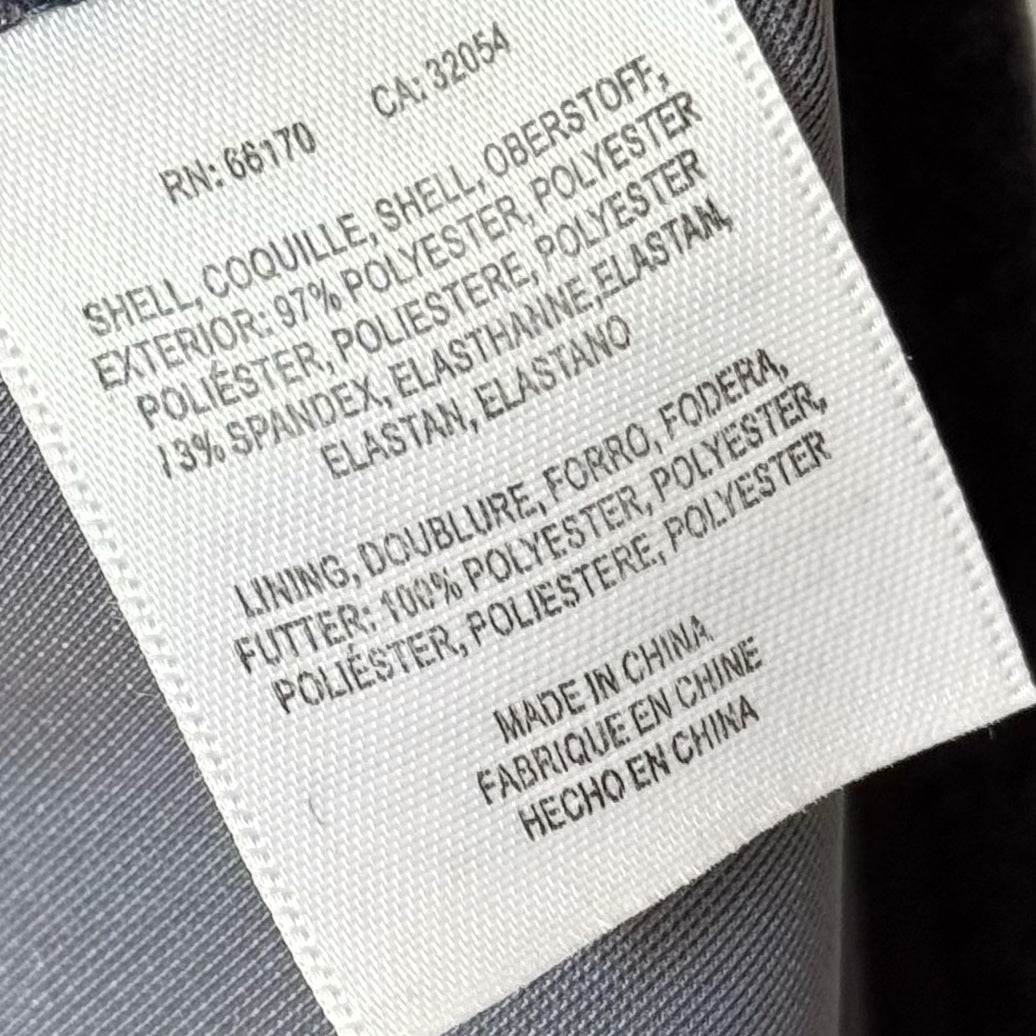 RN: 66170 CA: 32054
SHELL, COQUILLE, SHELL, OBERSTOFF,
EXTERIOR: 97% POLYESTER, POLYESTER
POLIÉSTER, POLIESTERE, POLYESTER
13% SPANDEX, ELASTHANNE,ELASTAN,
ELASTAN, ELASTANO
LINING, DOUBLURE, FORRO, FODERA,
FUTTER: 100% POLYESTER, POLYESTER,
POLIÉSTER, POLIESTERE, POLYESTER
MADE IN CHINA
FABRIQUE EN CHINE
HECHO EN CHINA